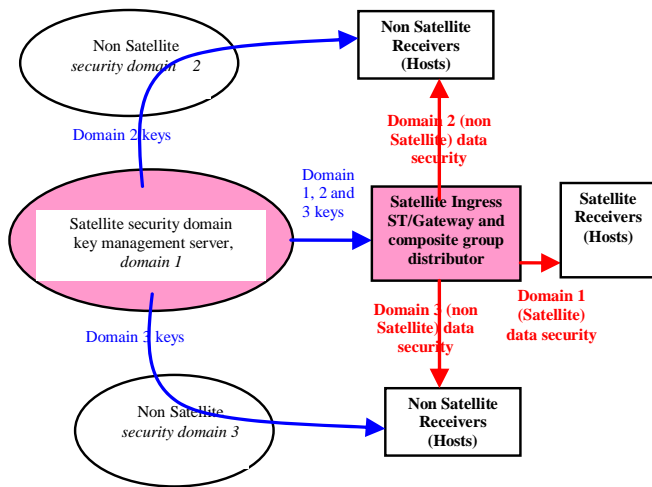 Non Satellite
security domain 2
Non Satellite
Receivers
(Hosts)
Domain 2 keys
Domain 2 (non
Satellite) data
security
Domain
1, 2 and
3 keys
Satellite security domain
key management server,
domain 1
Satellite Ingress
ST/Gateway and
composite group
distributor
Satellite
Receivers
(Hosts)
Domain 3 keys
Domain 3 (non
Satellite) data
security
Domain 1
(Satellite)
data security
Non Satellite
security domain 3
Non Satellite
Receivers
(Hosts)